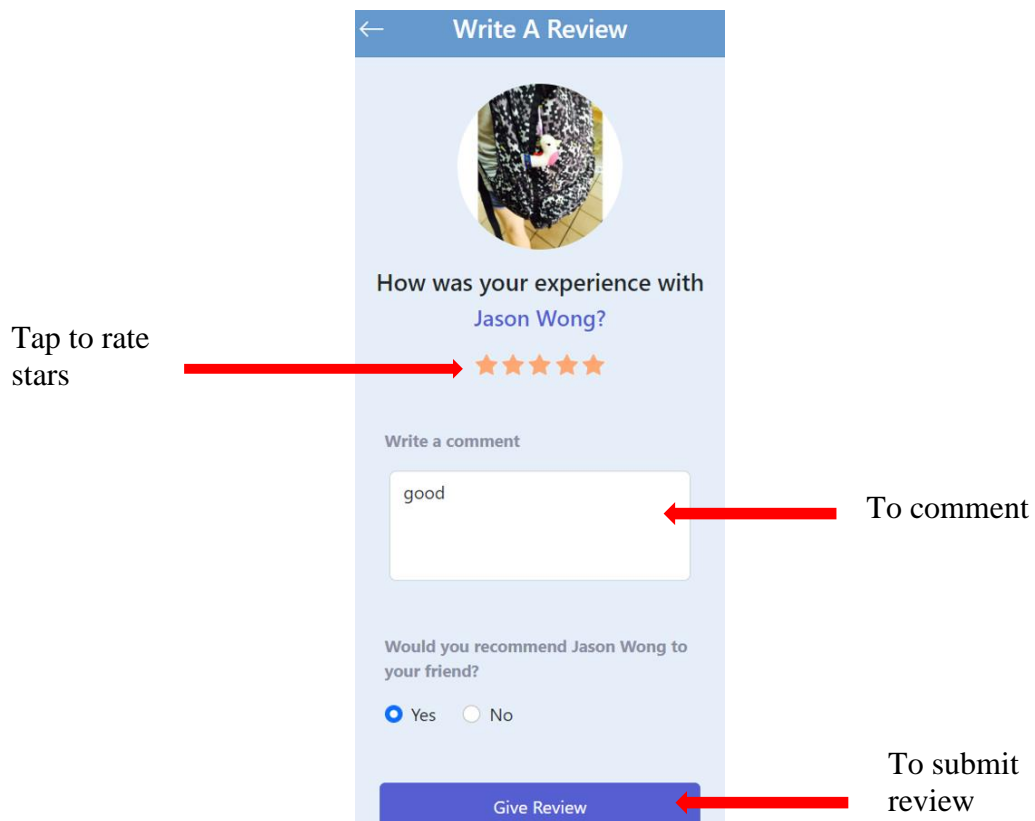 Write A Review
How was your experience with
Jason Wong?
Tap to rate
stars
Write a comment
good
To comment
Would you recommend Jason Wong to
your friend?
Yes No
To submit
review
Give Review